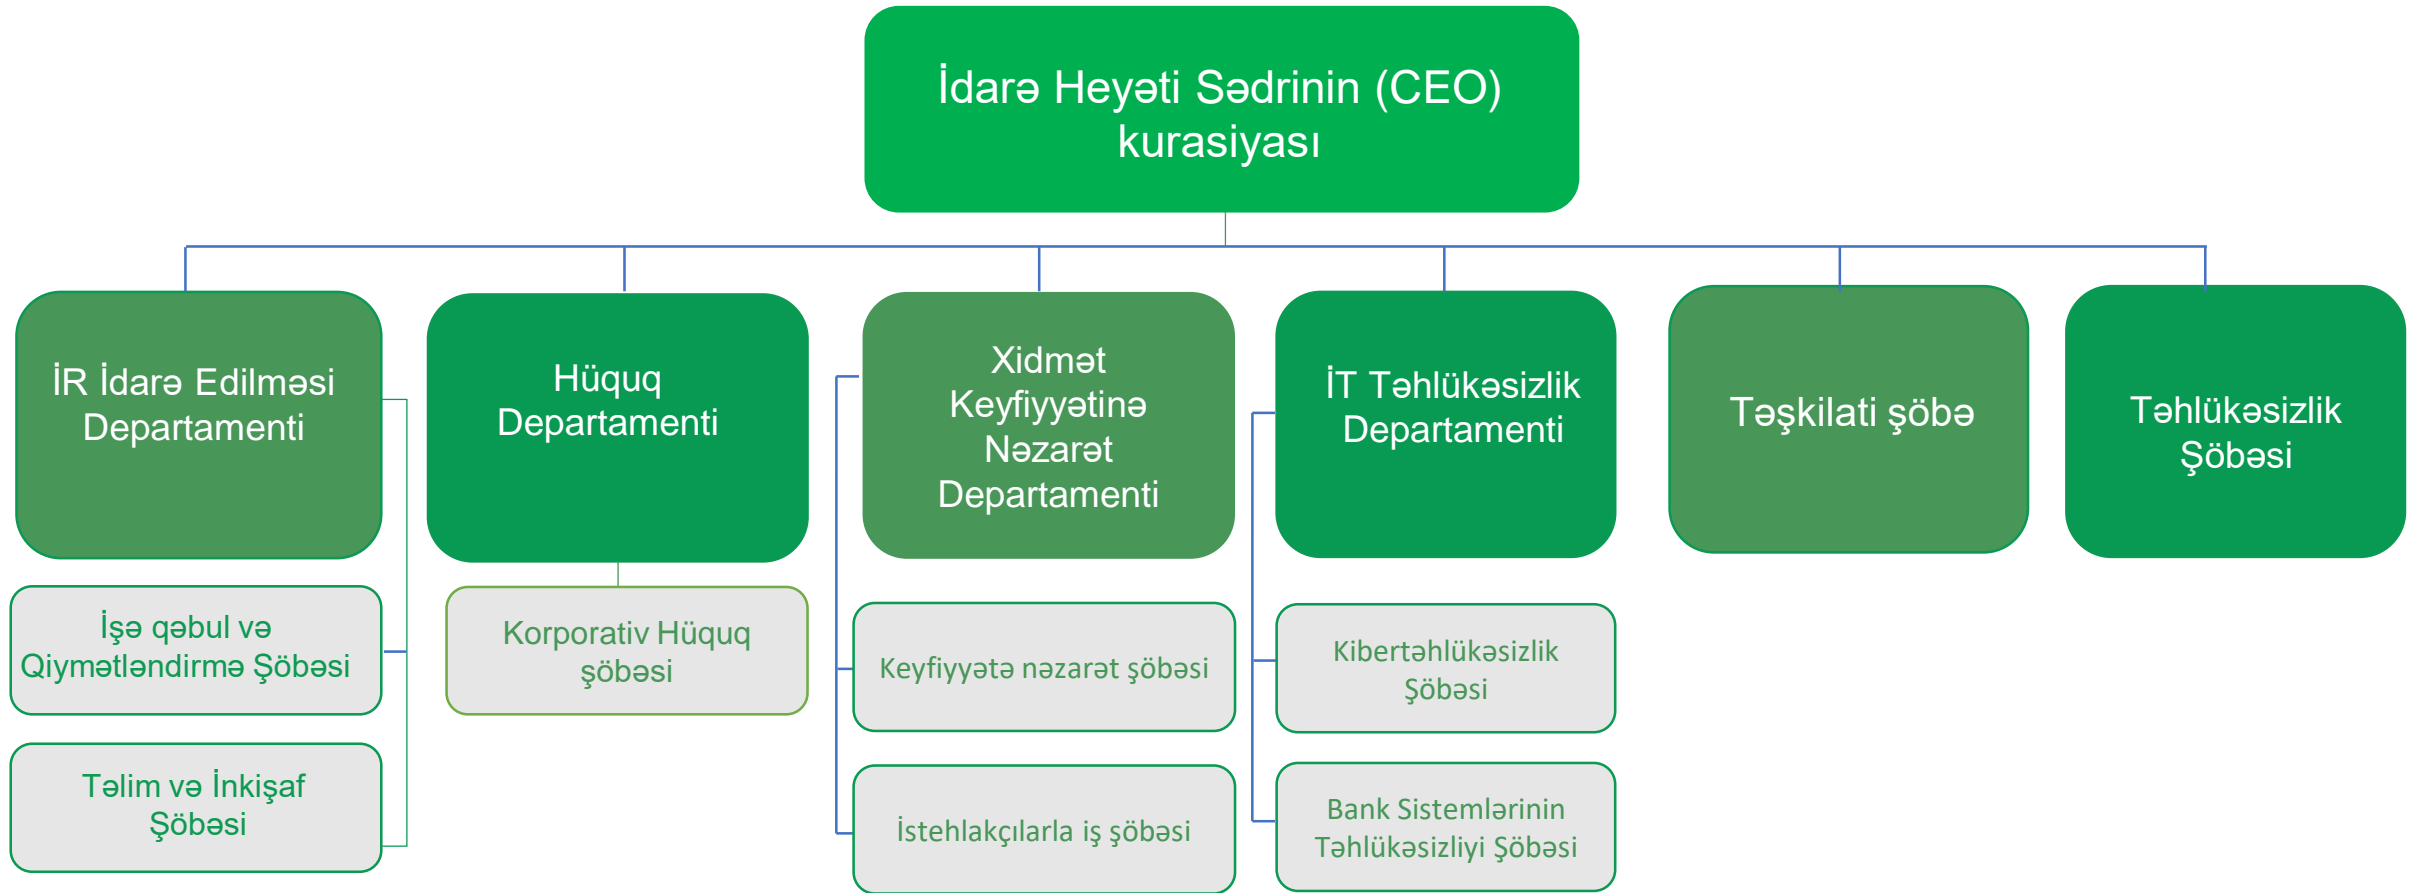 İdarə Heyəti Sədrinin (CEO)
kurasiyası
İR İdarə Edilməsi
Departamenti
Hüquq
Departamenti
Xidmət
Keyfiyyətinə
Nəzarət
Departamenti
İT Təhlükəsizlik
Departamenti
Təşkilati şöbə
Təhlükəsizlik
Şöbəsi
İşə qəbul və
Qiymətləndirmə Şöbəsi
Korporativ Hüquq
şöbəsi
Keyfiyyətə nəzarət şöbəsi
Kibertəhlükəsizlik
Şöbəsi
Təlim və İnkişaf
Şöbəsi
İstehlakçılarla iş şöbəsi
Bank Sistemlərinin
Təhlükəsizliyi Şöbəsi